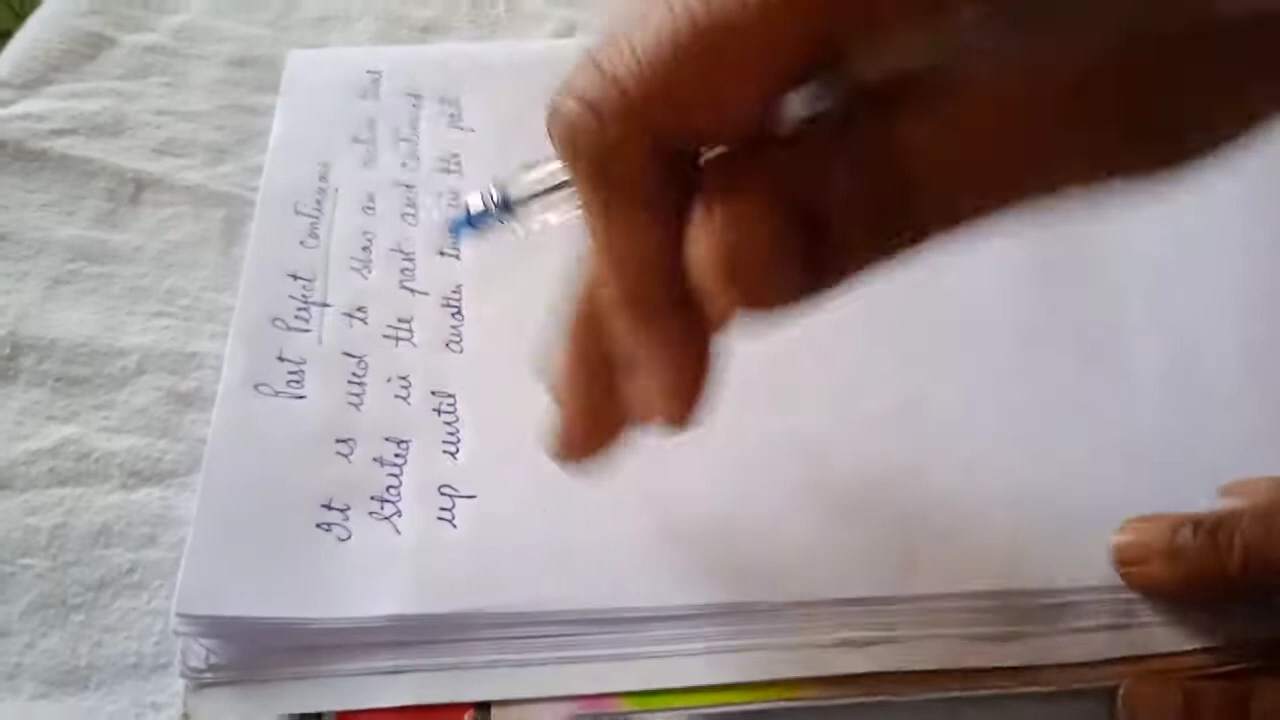 Past Perfect continuous
It is used to show an action that
started in the past and continued
up until another time in the past